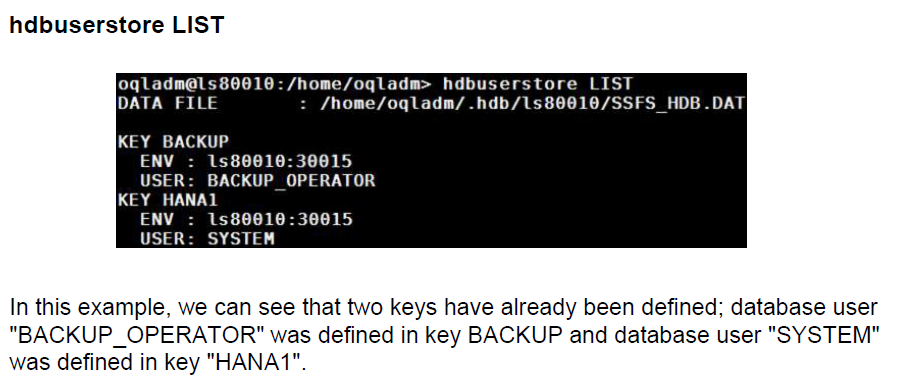 hdbuserstore LIST
oqladm@ls80010:/home/oqladm> hdbuserstore LIST
DATA FILE : /home/oqladm/.hdb/ls80010/SSFS_HDB.DAT
KEY BACKUP
ENV : ls80010:30015
USER: BACKUP_OPERATOR
KEY HANA1
ENV : ls80010:30015
USER: SYSTEM
In this example, we can see that two keys have already been defined; database user
"BACKUP_OPERATOR" was defined in key BACKUP and database user "SYSTEM"
was defined in key "HANA1".